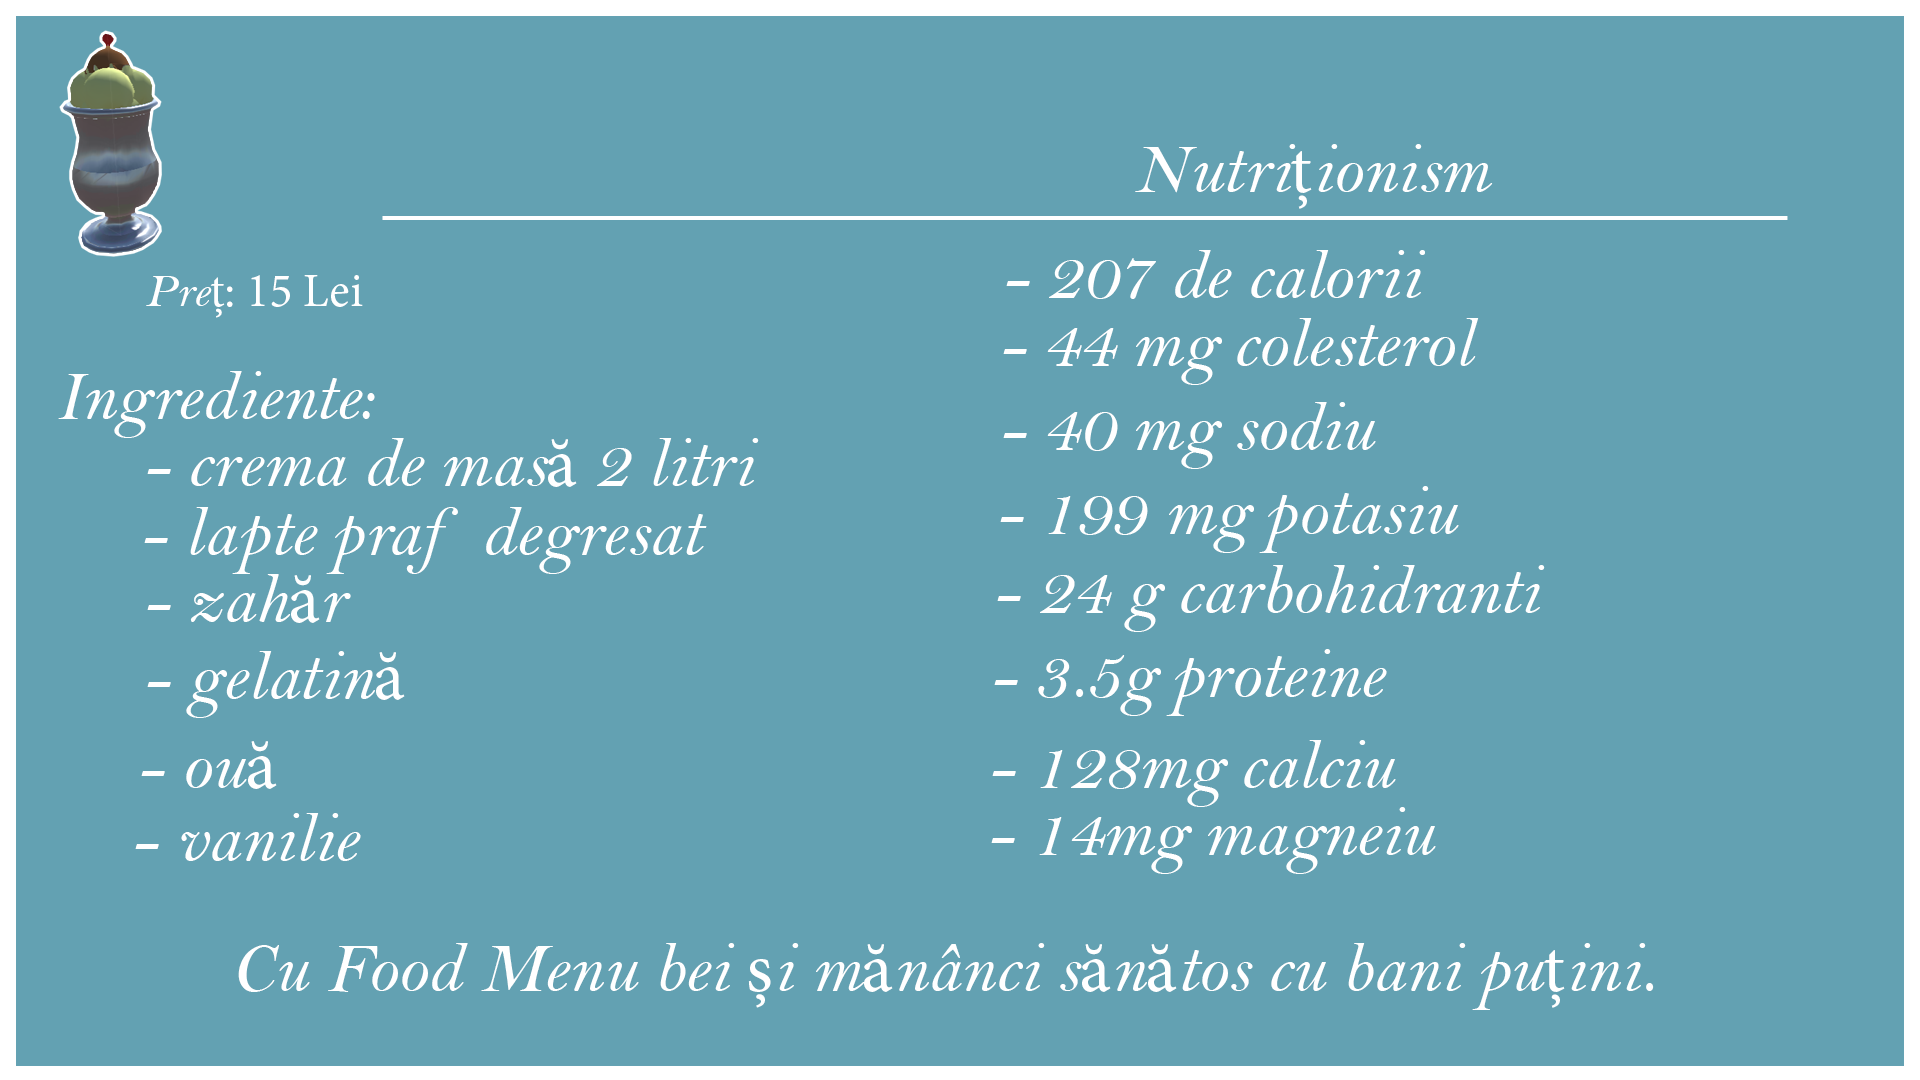 Preț: 15 Lei
Ingrediente:
- crema de masă 2 litri
- lapte praf degresat
- zahăr
- gelatină
- ouă
- vanilie
Nutriționism
- 207 de calorii
- 44 mg colesterol
- 40 mg sodiu
- 199 mg potasiu
- 24 g carbohidranti
- 3.5g proteine
- 128mg calciu
- 14mg magneiu
Cu Food Menu bei și mănânci sănătos cu bani puțini.